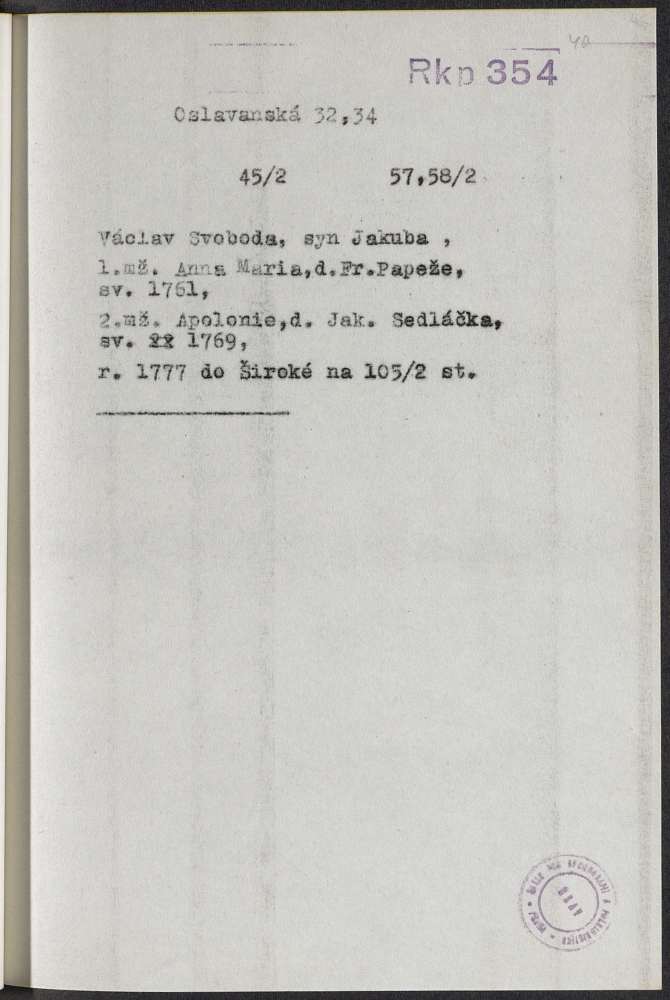 40
Rkp 354
Oslavanská 32,34
45/2 57,58/2
Václav Svoboda, syn Jakuba ,
1.mž. Anna Maria,d.Fr.Papeže,
sv. 1761,
2.mž. Apolonie,d. Jak. Sedláčka,
sv. 1769,
r. 1777 do Široké na 105/2 st.